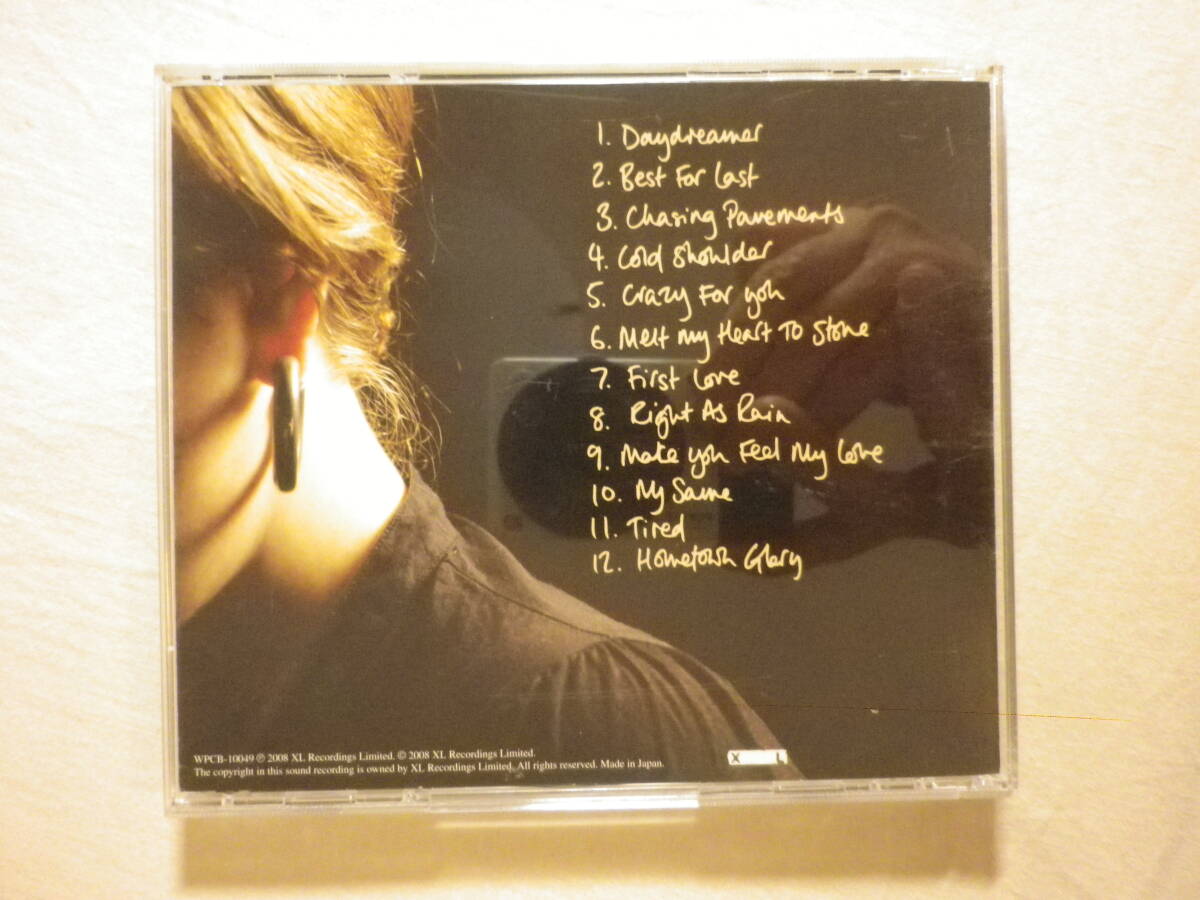 1. Daydreamer
2. Best For Last
3. Chasing Pavements
4. Cold Shoulder
5. Crazy For you
6. Melt my Heart To Stone
7. First Love
8. Right As Rain
9. Make you Feel My Love
10. My Same
11. Tired
12. Hometown Glory
WPCB-10049 ℗ 2008 XL Recordings Limited. © 2008 XL Recordings Limited.
The copyright in this sound recording is owned by XL Recordings Limited. All rights reserved. Made in Japan.
X L